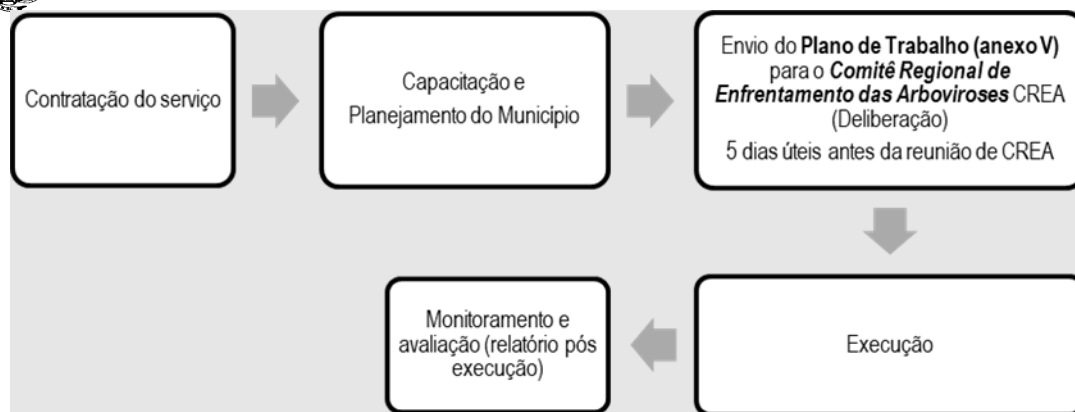 Contratação do serviço
Capacitação e
Planejamento do Município
Envio do Plano de Trabalho (anexo V)
para o Comitê Regional de
Enfrentamento das Arboviroses CREA
(Deliberação)
5 dias úteis antes da reunião de CREA
Execução
Monitoramento e
avaliação (relatório pós
execução)